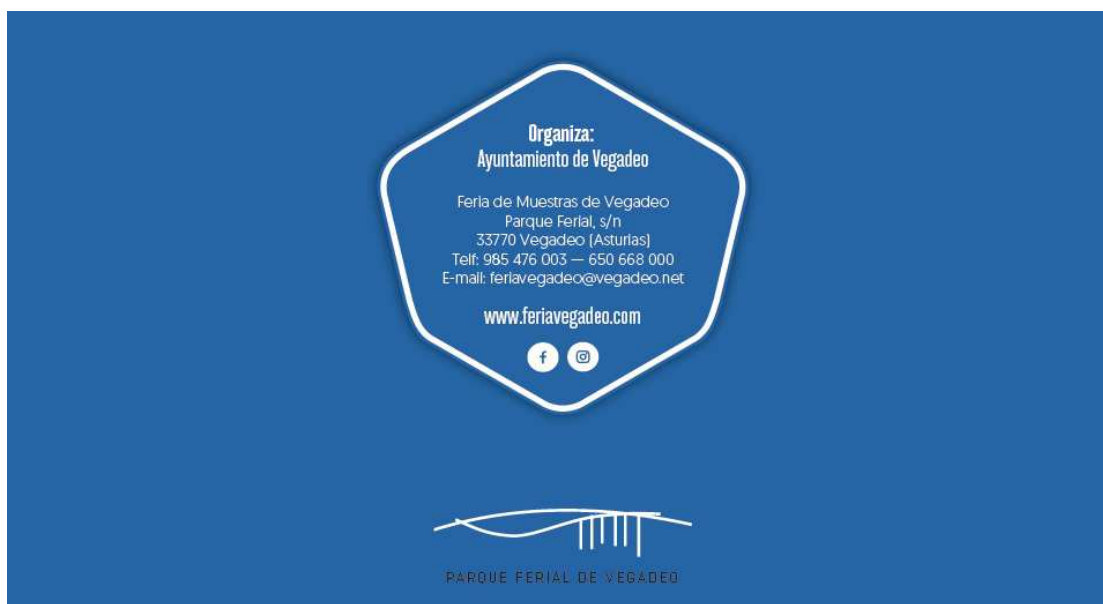 Organiza:
Ayuntamiento de Vegadeo
Feria de Muestras de Vegadeo
Parque Ferial, s/n
33770 Vegadeo (Asturias)
Telf: 985 476 003 — 650 668 000
E-mail: feriavegadeo@vegadeo.net
www.feriavegadeo.com
PARQUE FERIAL DE VEGADEO